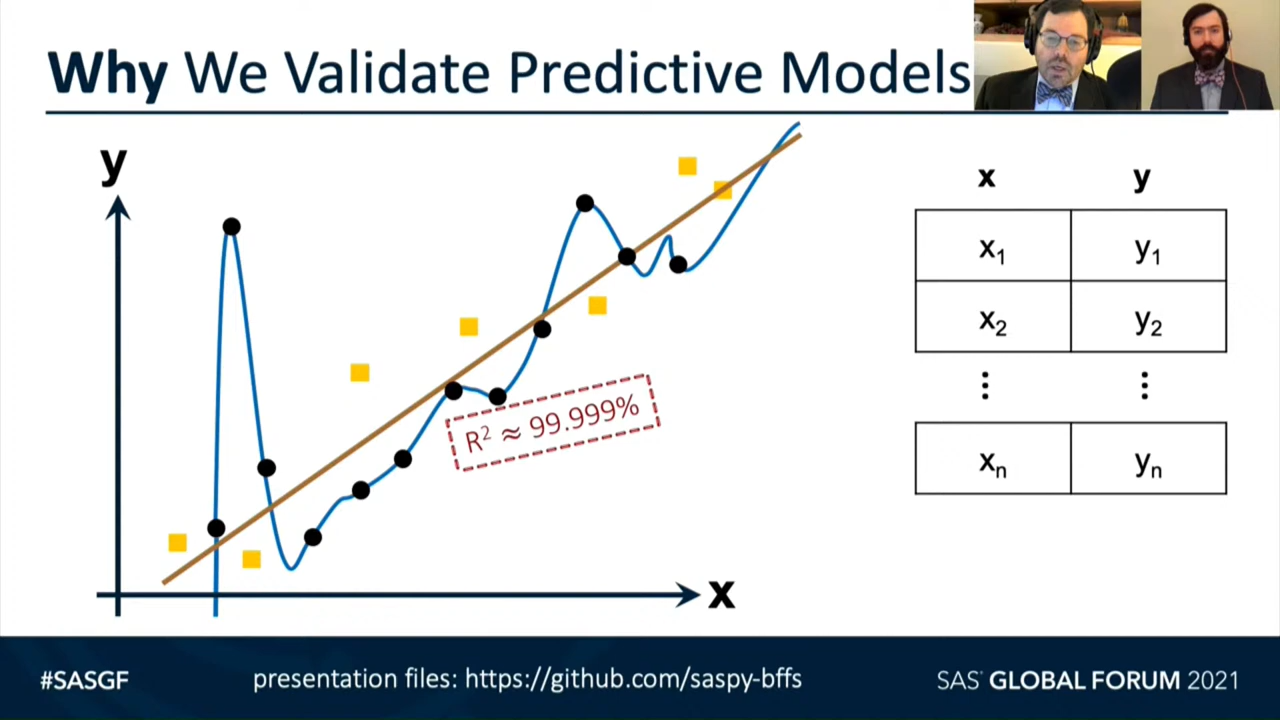 Why We Validate Predictive Models
y
x
R² ≈ 99.999%
x y
x₁ y₁
x₂ y₂
⋮ ⋮
xₙ yₙ
#SASGF
presentation files: https://github.com/saspy-bffs
SAS® GLOBAL FORUM 2021